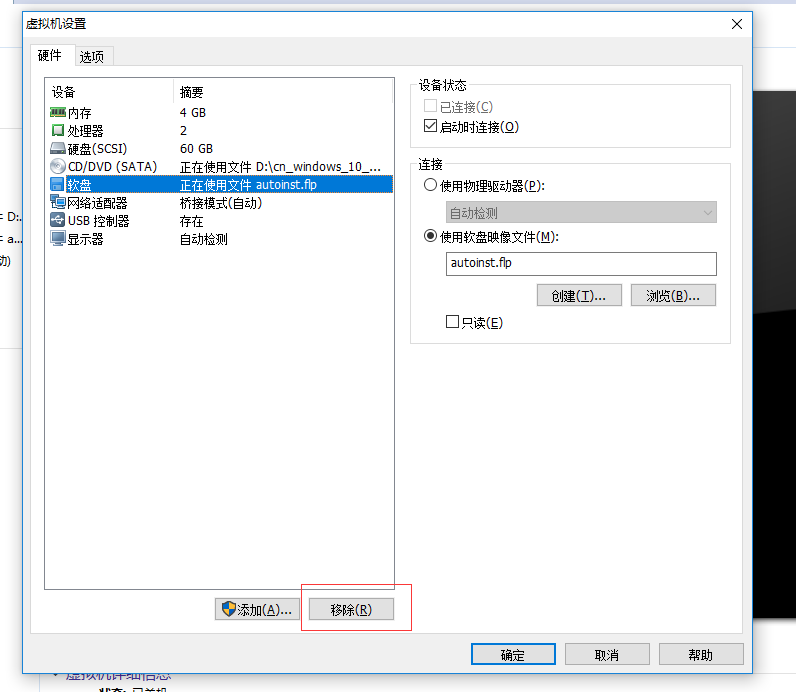 虚拟机设置
硬件 选项
设备 摘要
内存 4 GB
处理器 2
硬盘(SCSI) 60 GB
CD/DVD (SATA) 正在使用文件 D:\cn_windows_10_...
软盘 正在使用文件 autoinst.flp
网络适配器 桥接模式(自动)
USB 控制器 存在
显示器 自动检测
添加(A)...
移除(R)
设备状态
已连接(C)
启动时连接(O)
连接
使用物理驱动器(P):
自动检测
使用软盘映像文件(M):
autoinst.flp
创建(T)...
浏览(B)...
只读(E)
确定
取消
帮助
D:.
a...
动)
虚拟机详细信息
状态: 已关机